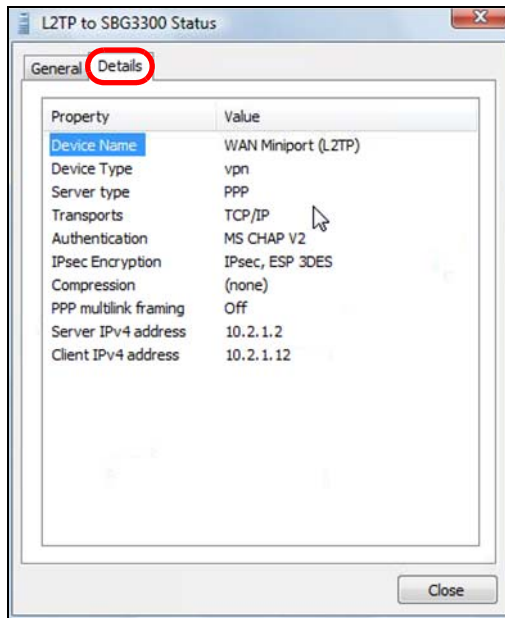 L2TP to SBG3300 Status
General Details
Property Value
Device Name WAN Miniport (L2TP)
Device Type vpn
Server type PPP
Transports TCP/IP
Authentication MS CHAP V2
IPsec Encryption IPsec, ESP 3DES
Compression (none)
PPP multilink framing Off
Server IPv4 address 10.2.1.2
Client IPv4 address 10.2.1.12
Close